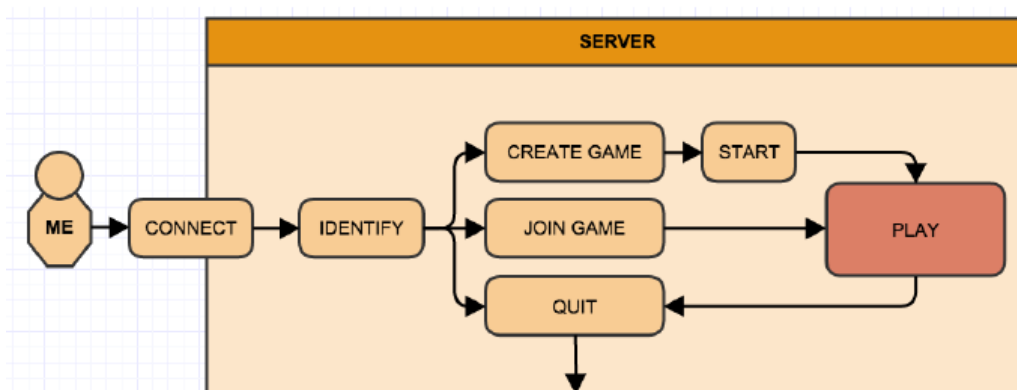 SERVER
CREATE GAME
START
ME
CONNECT
IDENTIFY
JOIN GAME
PLAY
QUIT